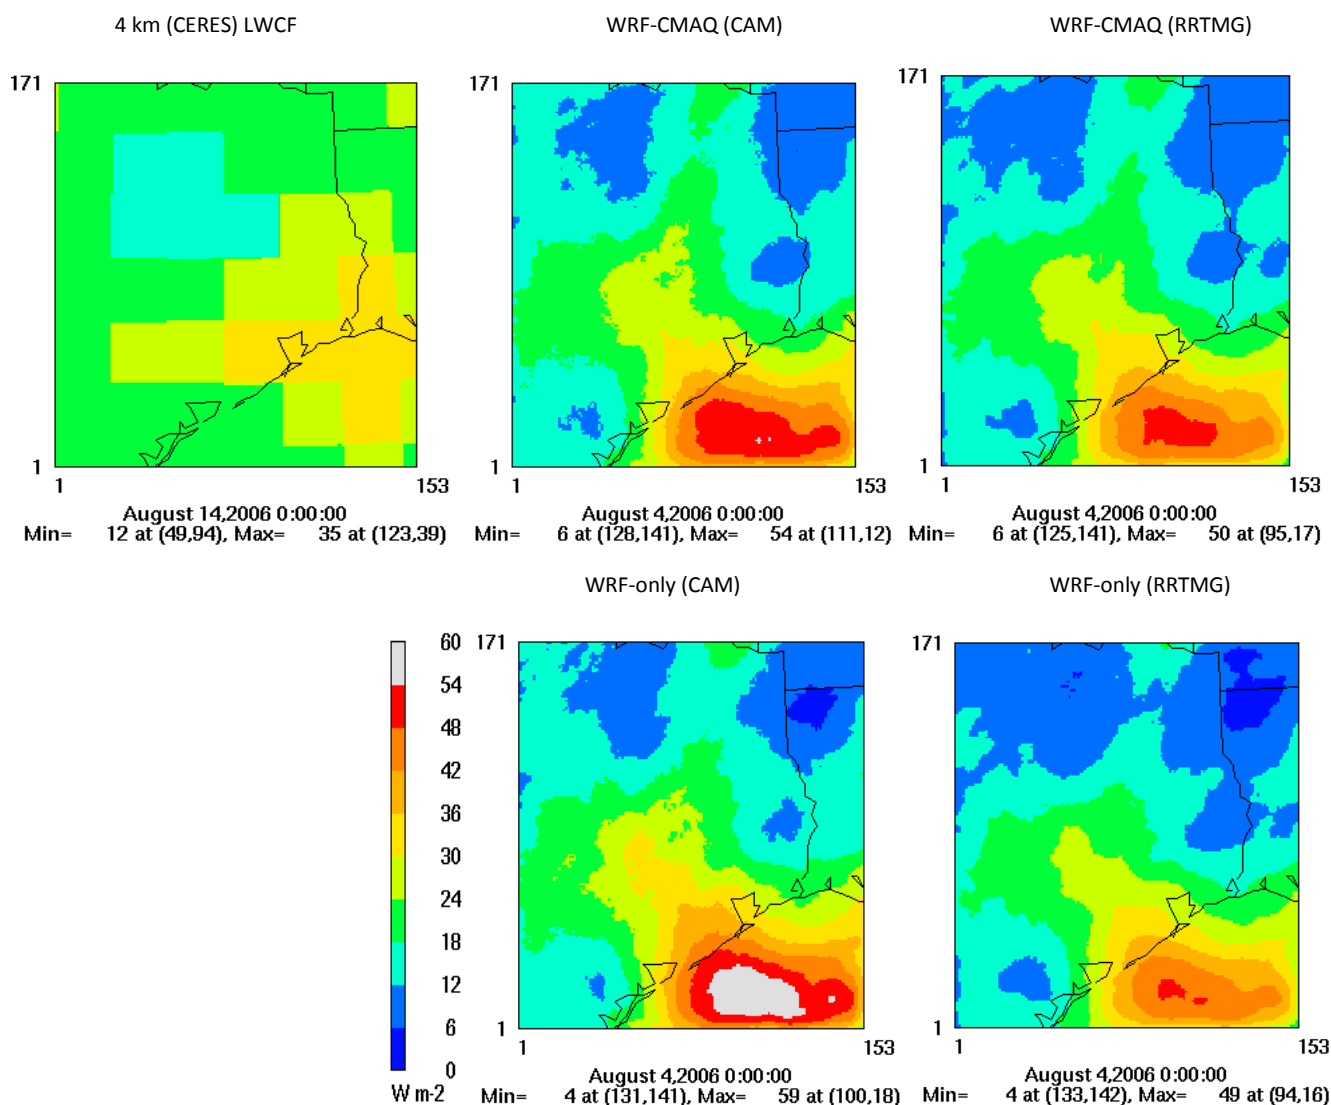 4 km (CERES) LWCF
WRF-CMAQ (CAM)
WRF-CMAQ (RRTMG)
171
1
1
153
August 14,2006 0:00:00
Min= 12 at (49,94), Max= 35 at (123,39)
171
1
1
153
August 4,2006 0:00:00
Min= 6 at (128,141), Max= 54 at (111,12)
171
1
1
153
August 4,2006 0:00:00
Min= 6 at (125,141), Max= 50 at (95,17)
WRF-only (CAM)
WRF-only (RRTMG)
60
54
48
42
36
30
24
18
12
6
0
W m-2
171
1
1
153
August 4,2006 0:00:00
Min= 4 at (131,141), Max= 59 at (100,18)
171
1
1
153
August 4,2006 0:00:00
Min= 4 at (133,142), Max= 49 at (94,16)